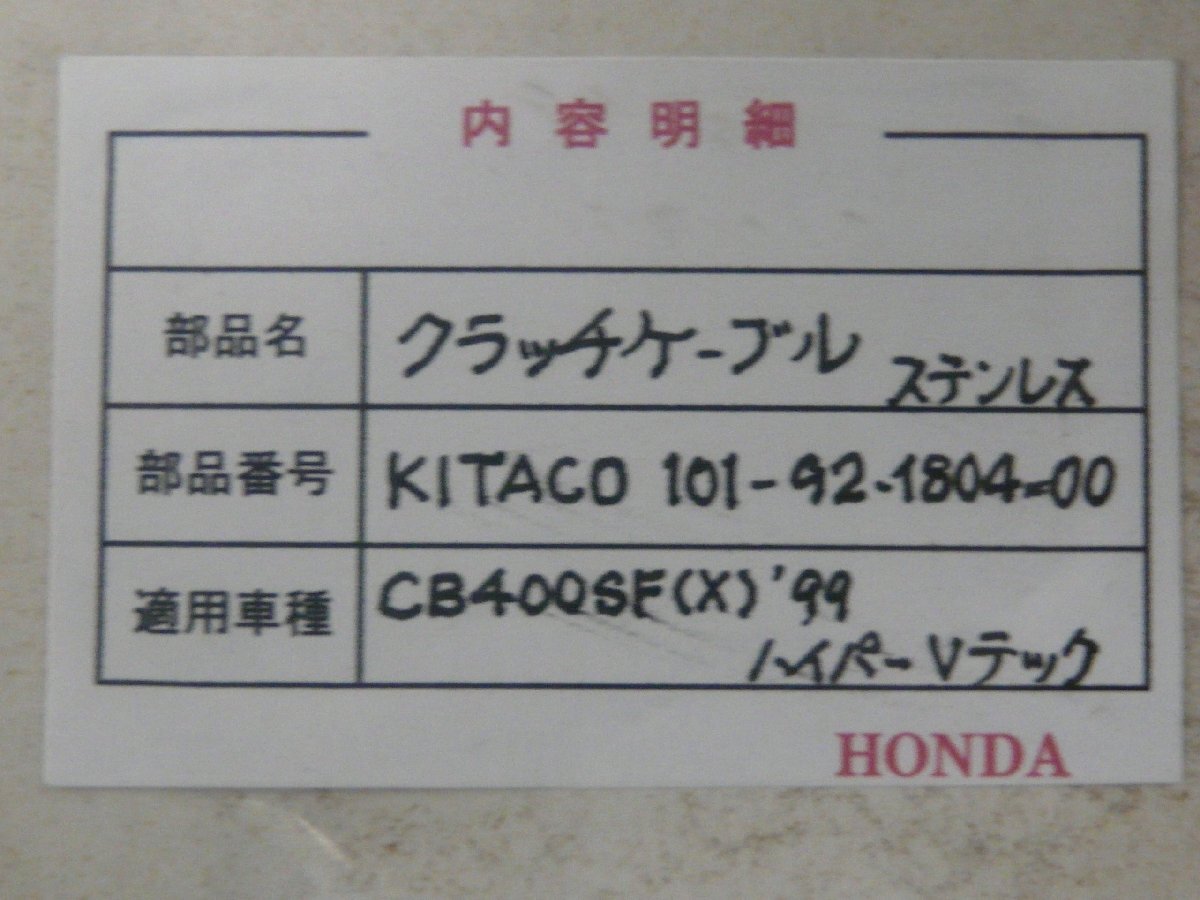 内容明細
部品名 クラッチケーブル ステンレス
部品番号 KITACO 101-92-1804-00
適用車種 CB400SF(X)'99
ハイパーVテック
HONDA